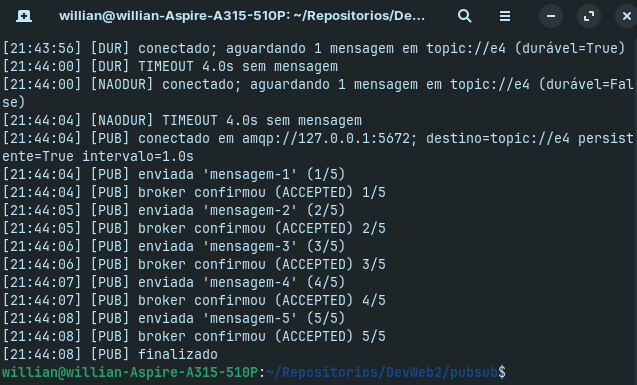 willian@willian-Aspire-A315-510P: ~/Repositorios/De...
[21:43:56] [DUR] conectado; aguardando 1 mensagem em topic://e4 (durável=True)
[21:44:00] [DUR] TIMEOUT 4.0s sem mensagem
[21:44:00] [NAODUR] conectado; aguardando 1 mensagem em topic://e4 (durável=Fal
se)
[21:44:04] [NAODUR] TIMEOUT 4.0s sem mensagem
[21:44:04] [PUB] conectado em amqp://127.0.0.1:5672; destino=topic://e4 persist
ente=True intervalo=1.0s
[21:44:04] [PUB] enviada 'mensagem-1' (1/5)
[21:44:04] [PUB] broker confirmou (ACCEPTED) 1/5
[21:44:05] [PUB] enviada 'mensagem-2' (2/5)
[21:44:05] [PUB] broker confirmou (ACCEPTED) 2/5
[21:44:06] [PUB] enviada 'mensagem-3' (3/5)
[21:44:06] [PUB] broker confirmou (ACCEPTED) 3/5
[21:44:07] [PUB] enviada 'mensagem-4' (4/5)
[21:44:07] [PUB] broker confirmou (ACCEPTED) 4/5
[21:44:08] [PUB] enviada 'mensagem-5' (5/5)
[21:44:08] [PUB] broker confirmou (ACCEPTED) 5/5
[21:44:08] [PUB] finalizado
willian@willian-Aspire-A315-510P:~/Repositorios/DevWeb2/pubsub$